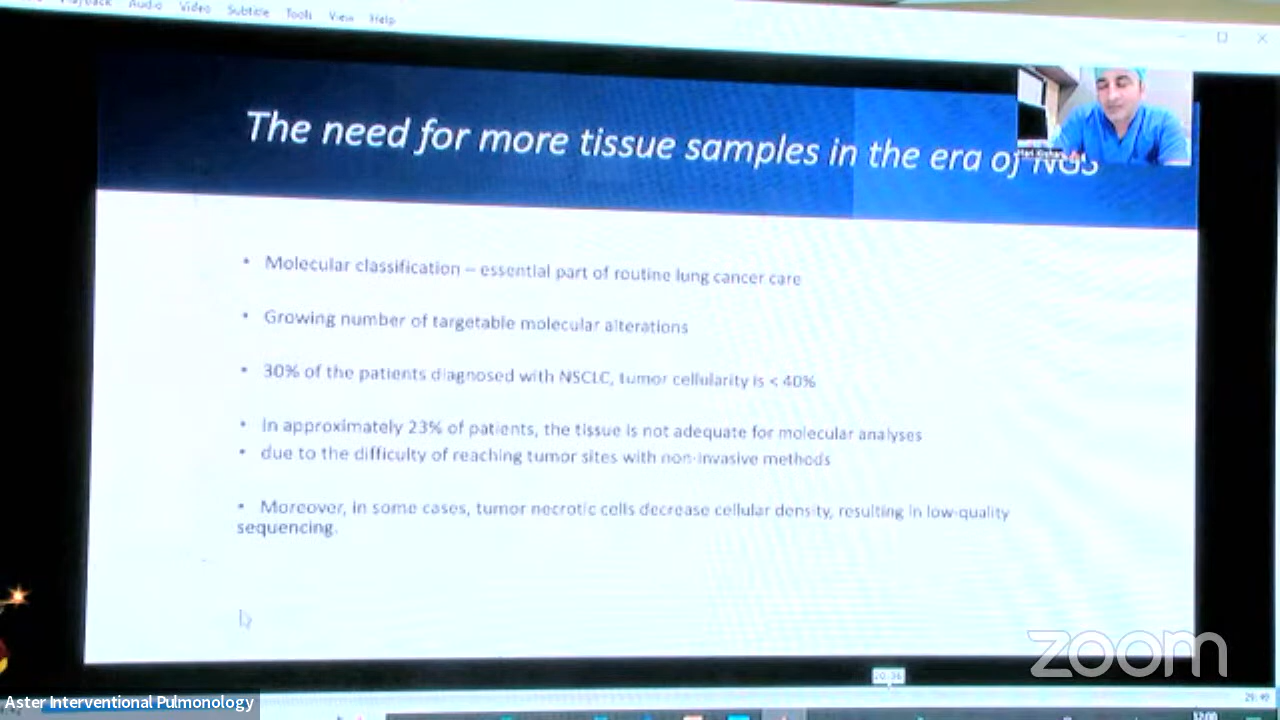 Playback Audio Video Subtitle Tools View Help
The need for more tissue samples in the era of NGS
• Molecular classification – essential part of routine lung cancer care
• Growing number of targetable molecular alterations
• 30% of the patients diagnosed with NSCLC, tumor cellularity is < 40%
• In approximately 23% of patients, the tissue is not adequate for molecular analyses
• due to the difficulty of reaching tumor sites with non-invasive methods
• Moreover, in some cases, tumor necrotic cells decrease cellular density, resulting in low-quality
sequencing.
zoom
Aster Interventional Pulmonology